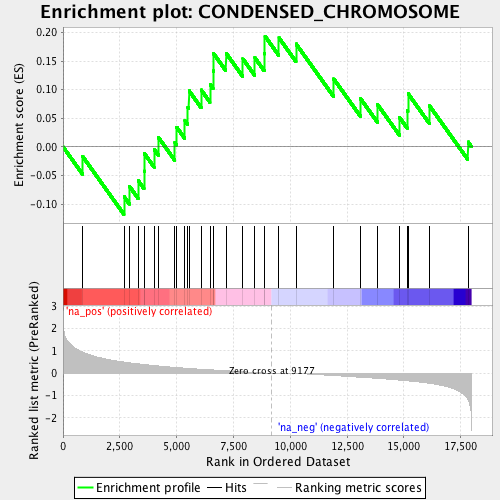 Enrichment plot: CONDENSED_CHROMOSOME
Enrichment score (ES)
0.20
0.15
0.10
0.05
0.00
-0.05
-0.10
'na_pos' (positively correlated)
Ranked list metric (PreRanked)
3
2
1
0
-1
-2
Zero cross at 9177
'na_neg' (negatively correlated)
0 2,500 5,000 7,500 10,000 12,500 15,000 17,500
Rank in Ordered Dataset
Enrichment profile Hits Ranking metric scores